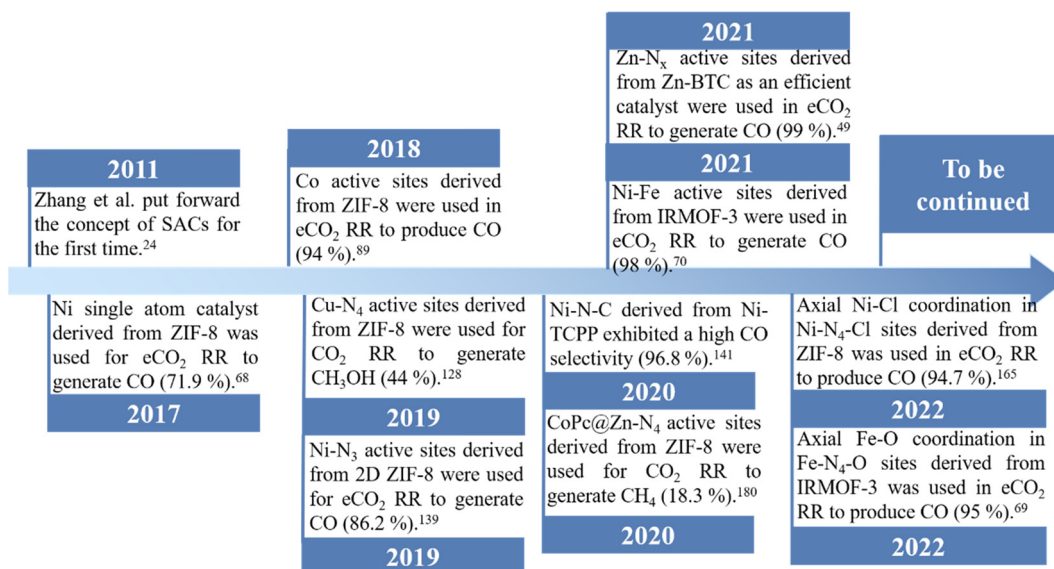 2011
Zhang et al. put forward
the concept of SACs for
the first time.24
2018
Co active sites derived
from ZIF-8 were used in
eCO2 RR to produce CO
(94 %).89
2021
Zn-Nx active sites derived
from Zn-BTC as an efficient
catalyst were used in eCO2
RR to generate CO (99 %).49
2021
Ni-Fe active sites derived
from IRMOF-3 were used in
eCO2 RR to generate CO
(98 %).70
To be
continued
Ni single atom catalyst
derived from ZIF-8 was
used for eCO2 RR to
generate CO (71.9 %).68
2017
Cu-N4 active sites derived
from ZIF-8 were used for
CO2 RR to generate
CH3OH (44 %).128
2019
Ni-N3 active sites derived
from 2D ZIF-8 were used
for eCO2 RR to generate
CO (86.2 %).139
2019
Ni-N-C derived from Ni-
TCPP exhibited a high CO
selectivity (96.8 %).141
2020
CoPc@Zn-N4 active sites
derived from ZIF-8 were
used for CO2 RR to
generate CH4 (18.3 %).180
2020
Axial Ni-Cl coordination in
Ni-N4-Cl sites derived from
ZIF-8 was used in eCO2 RR
to produce CO (94.7 %).165
2022
Axial Fe-O coordination in
Fe-N4-O sites derived from
IRMOF-3 was used in eCO2
RR to produce CO (95 %).69
2022